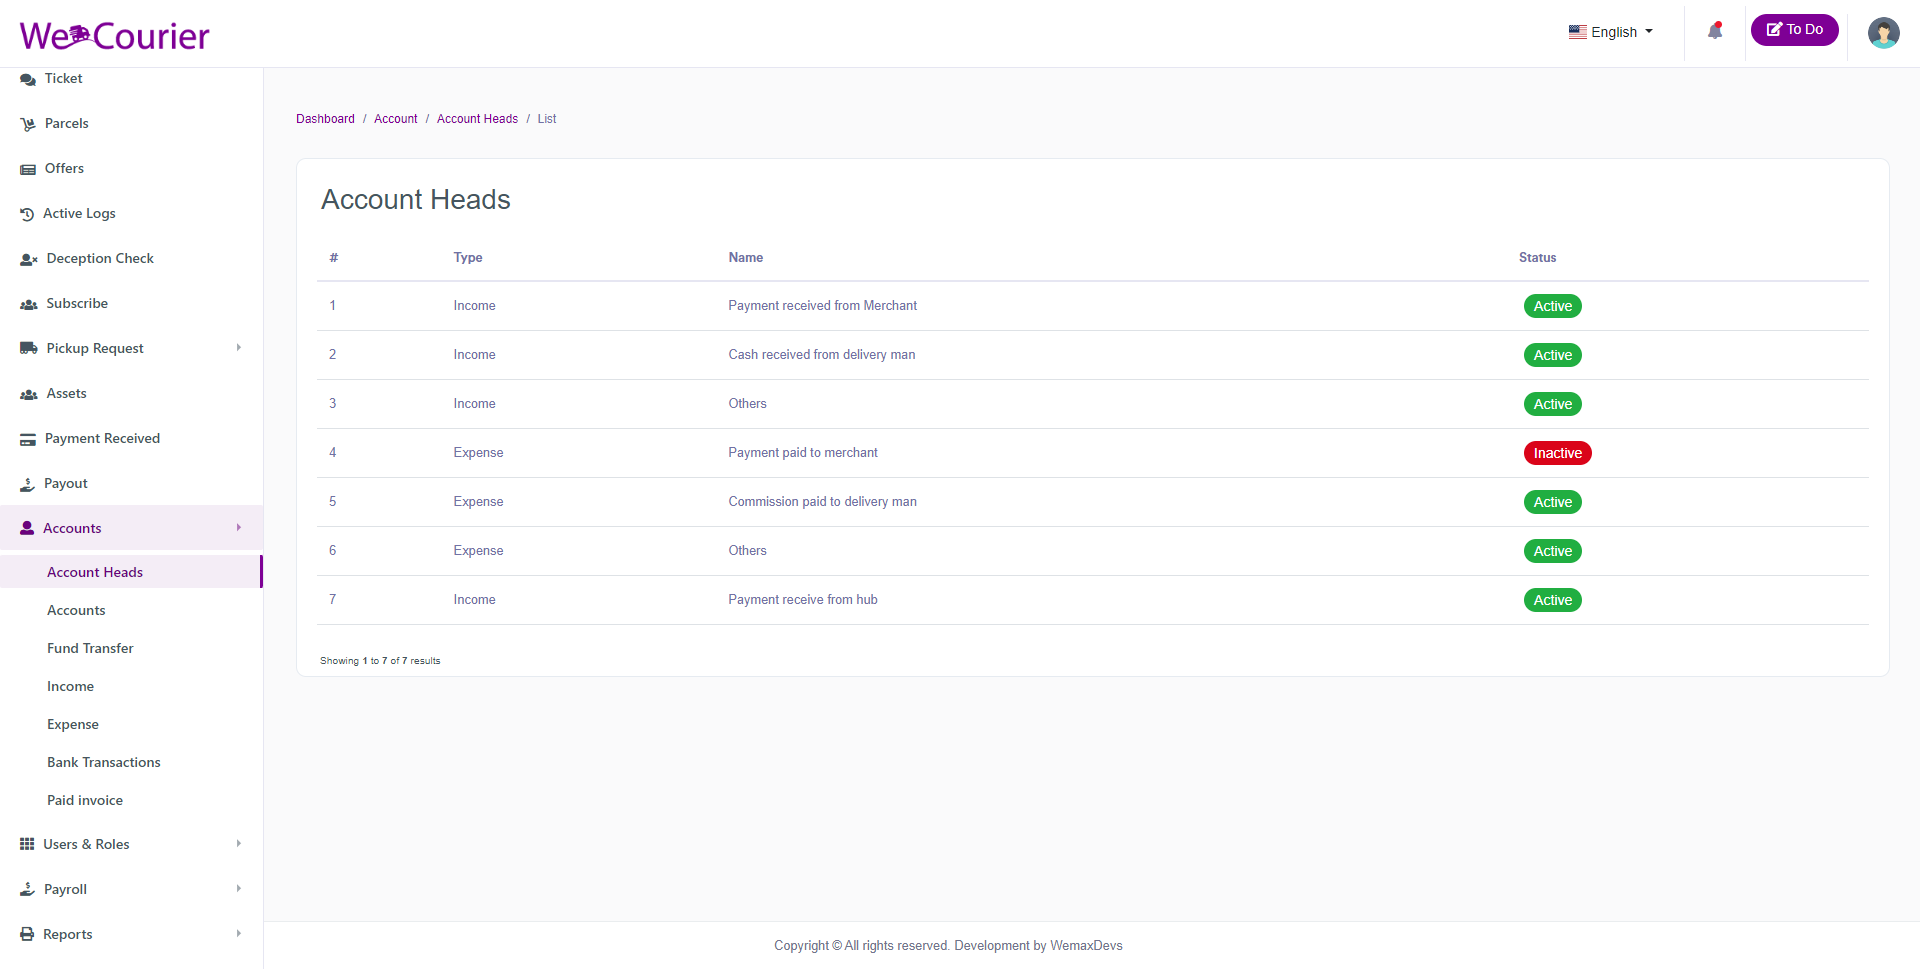 We Courier
English
To Do
Ticket
Parcels
Offers
Active Logs
Deception Check
Subscribe
Pickup Request
Assets
Payment Received
Payout
Accounts
Account Heads
Accounts
Fund Transfer
Income
Expense
Bank Transactions
Paid invoice
Users & Roles
Payroll
Reports
Dashboard / Account / Account Heads / List
Account Heads
# Type Name Status
1 Income Payment received from Merchant Active
2 Income Cash received from delivery man Active
3 Income Others Active
4 Expense Payment paid to merchant Inactive
5 Expense Commission paid to delivery man Active
6 Expense Others Active
7 Income Payment receive from hub Active
Showing 1 to 7 of 7 results
Copyright © All rights reserved. Development by WemaxDevs